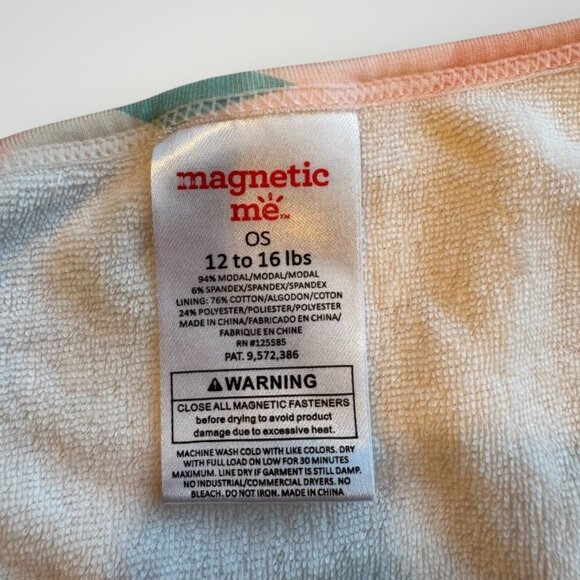 magnetic
me™
OS
12 to 16 lbs
94% MODAL/MODAL/MODAL
6% SPANDEX/SPANDEX/SPANDEX
LINING: 76% COTTON/ALGODON/COTON
24% POLYESTER/POLIESTER/POLYESTER
MADE IN CHINA/FABRICADO EN CHINA/
FABRIQUE EN CHINE
RN #125585
PAT. 9,572,386
⚠WARNING
CLOSE ALL MAGNETIC FASTENERS
before drying to avoid product
damage due to excessive heat.
MACHINE WASH COLD WITH LIKE COLORS. DRY
WITH FULL LOAD ON LOW FOR 30 MINUTES
MAXIMUM. LINE DRY IF GARMENT IS STILL DAMP.
NO INDUSTRIAL/COMMERCIAL DRYERS. NO
BLEACH. DO NOT IRON. MADE IN CHINA